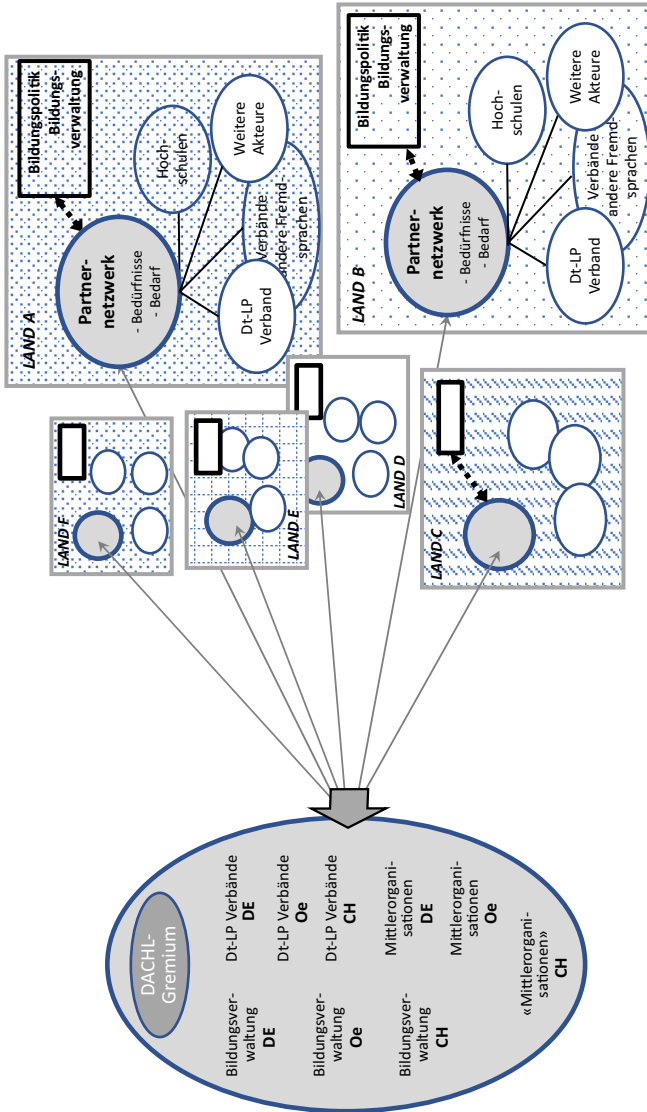 DACHL-
Gremium
Bildungsver-
waltung
DE
Bildungsver-
waltung
Oe
Bildungsver-
waltung
CH
Dt-LP Verbände
DE
Dt-LP Verbände
Oe
Dt-LP Verbände
CH
Mittlerorgani-
sationen
DE
Mittlerorgani-
sationen
Oe
«Mittlerorgani-
sationen»
CH
LAND F
LAND E
LAND D
LAND C
LAND A
Bildungspolitik
Bildungs-
verwaltung
Partner-
netzwerk
- Bedürfnisse
- Bedarf
Hoch-
schulen
Weitere
Akteure
Verbände
andere Fremd-
sprachen
Dt-LP
Verband
LAND B
Bildungspolitik
Bildungs-
verwaltung
Partner-
netzwerk
- Bedürfnisse
- Bedarf
Hoch-
schulen
Weitere
Akteure
Verbände
andere Fremd-
sprachen
Dt-LP
Verband